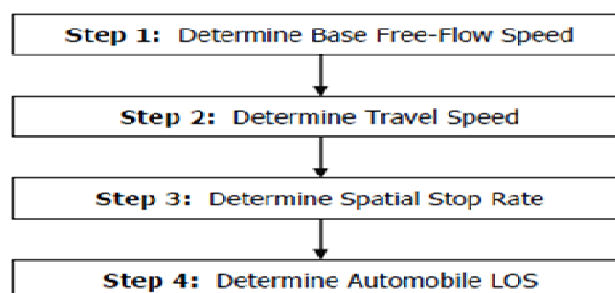 Step 1: Determine Base Free-Flow Speed
Step 2: Determine Travel Speed
Step 3: Determine Spatial Stop Rate
Step 4: Determine Automobile LOS